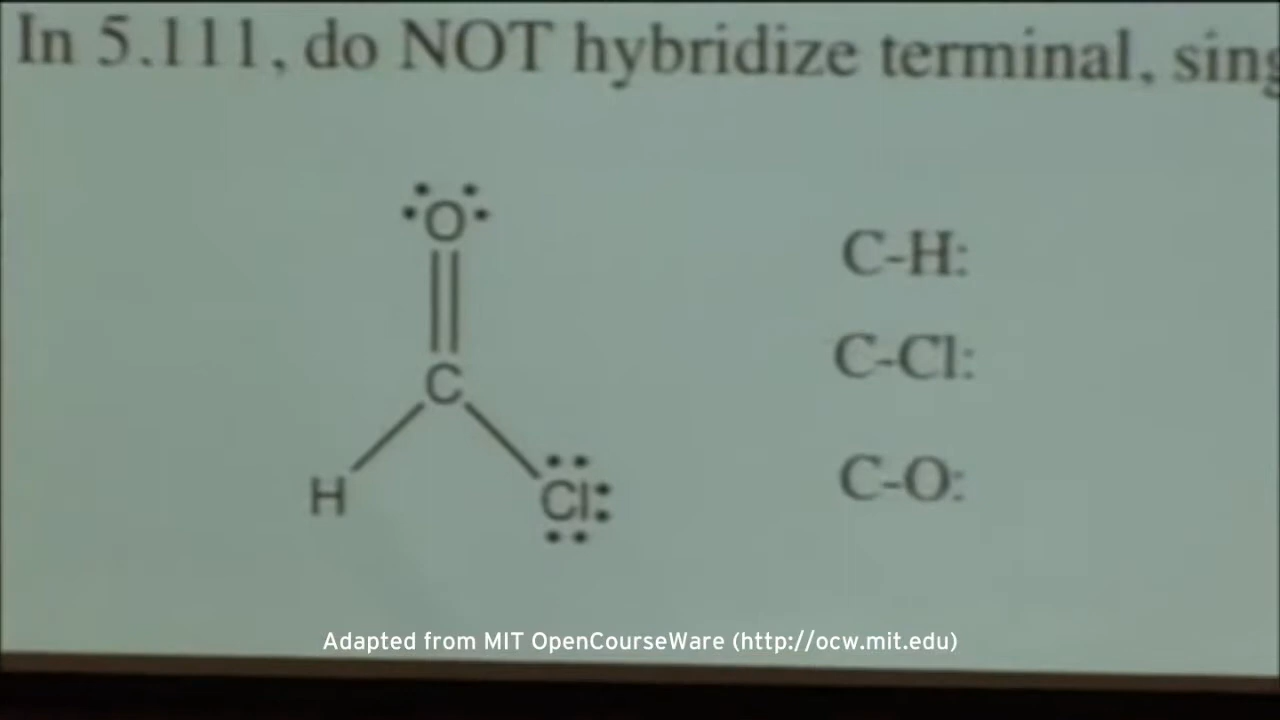 In 5.111, do NOT hybridize terminal,
O
C-H:
C-Cl:
C
C-O:
H
Cl
Adapted from MIT OpenCourseWare (http://ocw.mit.edu)